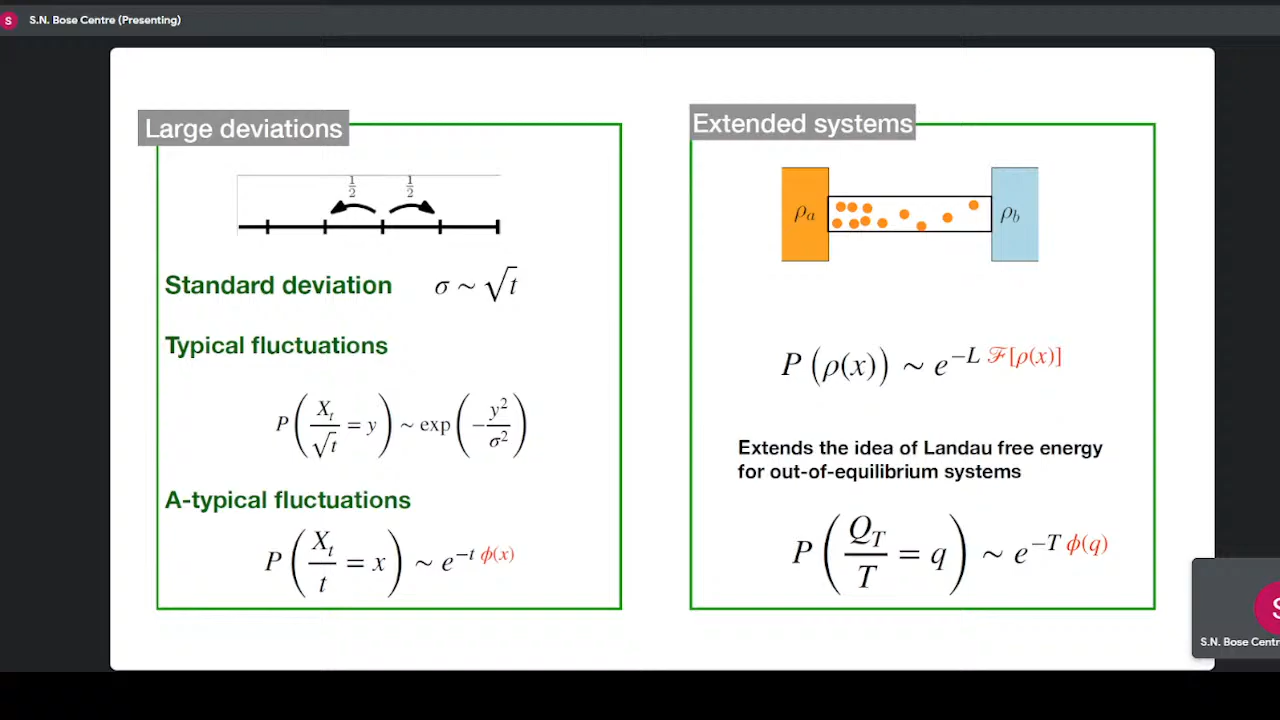 S
S.N. Bose Centre (Presenting)
Large deviations
1/2 1/2
Standard deviation σ ∼ √t
Typical fluctuations
P(X_t/√t = y) ∼ exp(−y²/σ²)
A-typical fluctuations
P(X_t/t = x) ∼ e^{−t ϕ(x)}
Extended systems
ρ_a ρ_b
P(ρ(x)) ∼ e^{−L ℱ[ρ(x)]}
Extends the idea of Landau free energy
for out-of-equilibrium systems
P(Q_T/T = q) ∼ e^{−T ϕ(q)}
S
S.N. Bose Centr